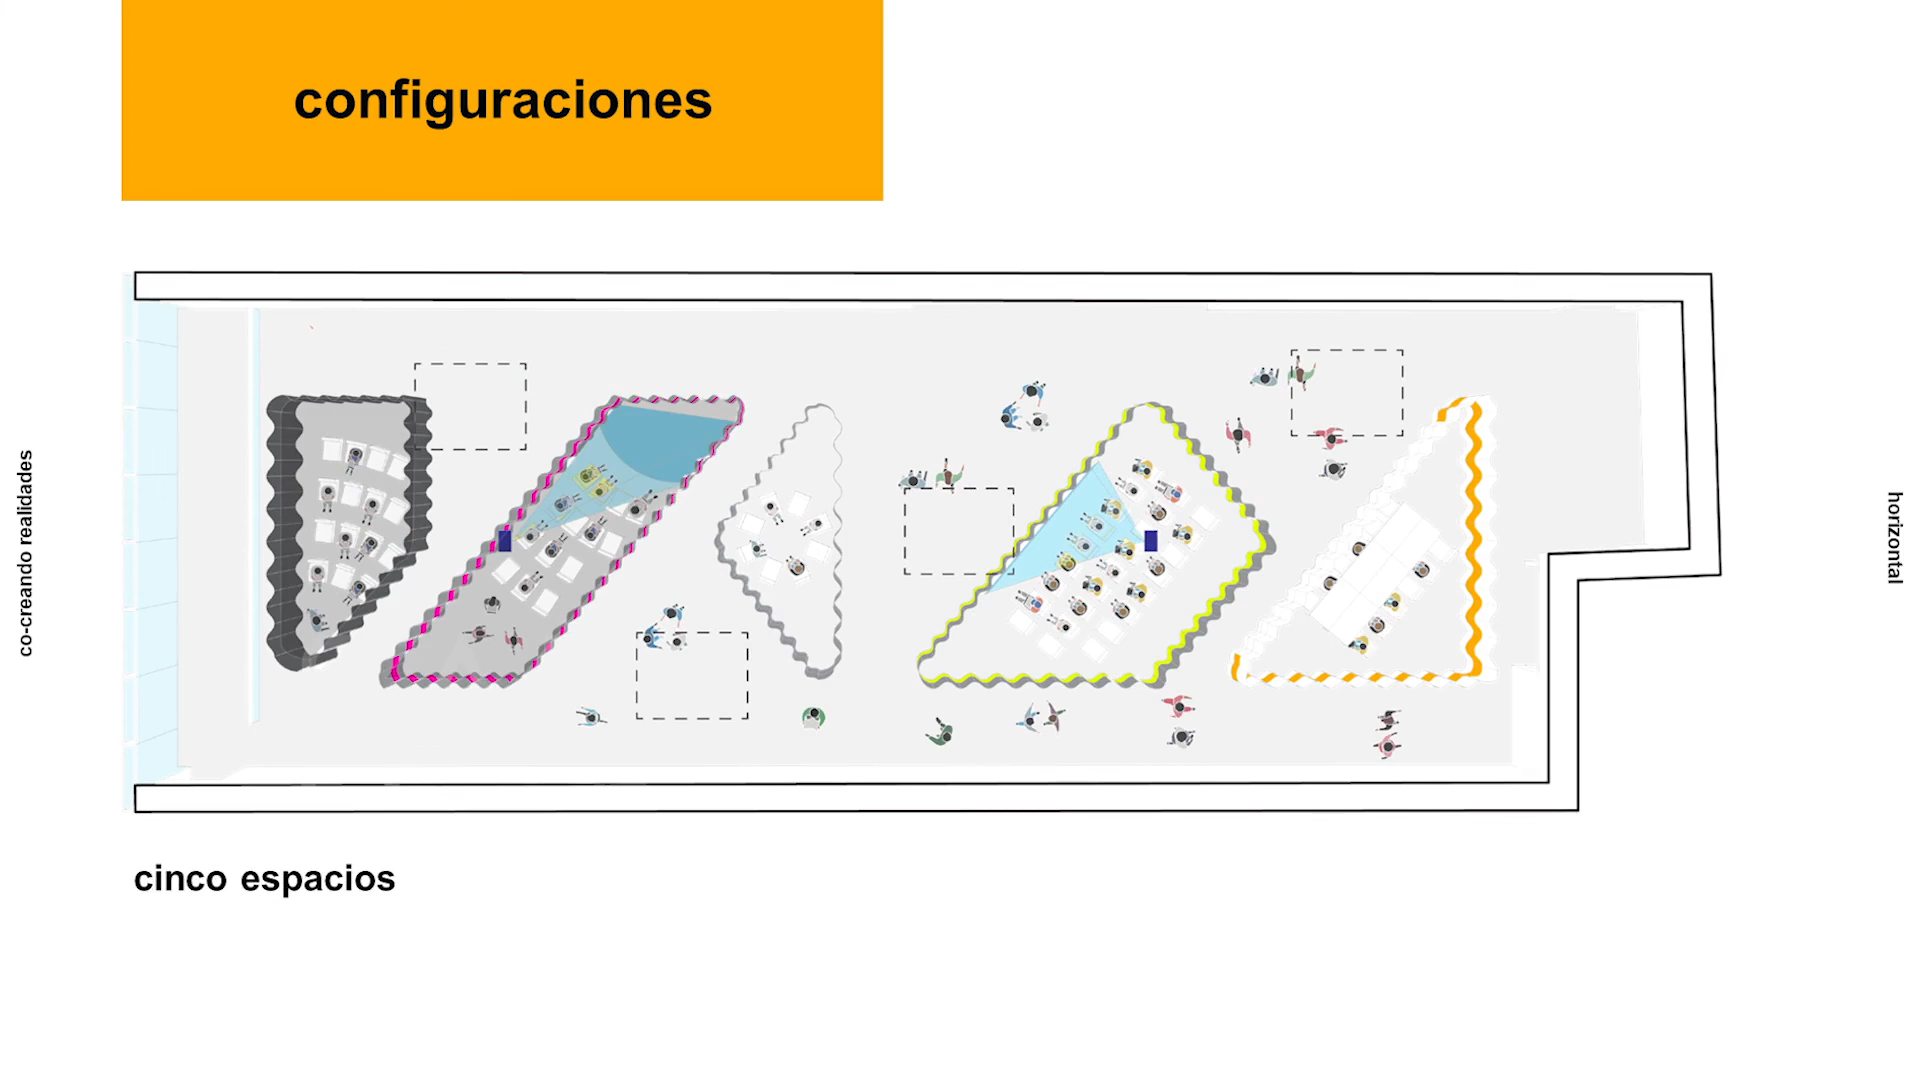 configuraciones
co-creando realidades
horizontal
cinco espacios